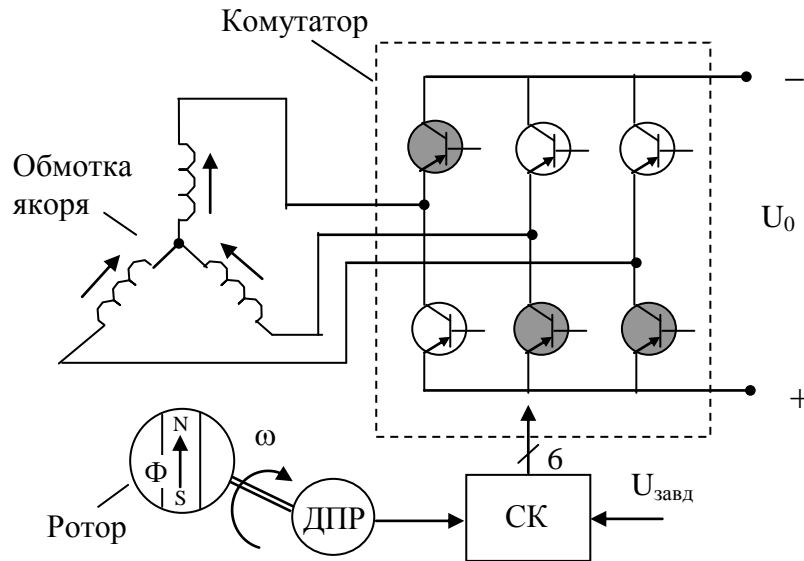 Комутатор
−
Обмотка
якоря
U₀
+
N
Ф
S
ω
6
Ротор
ДПР
СК
Uзавд